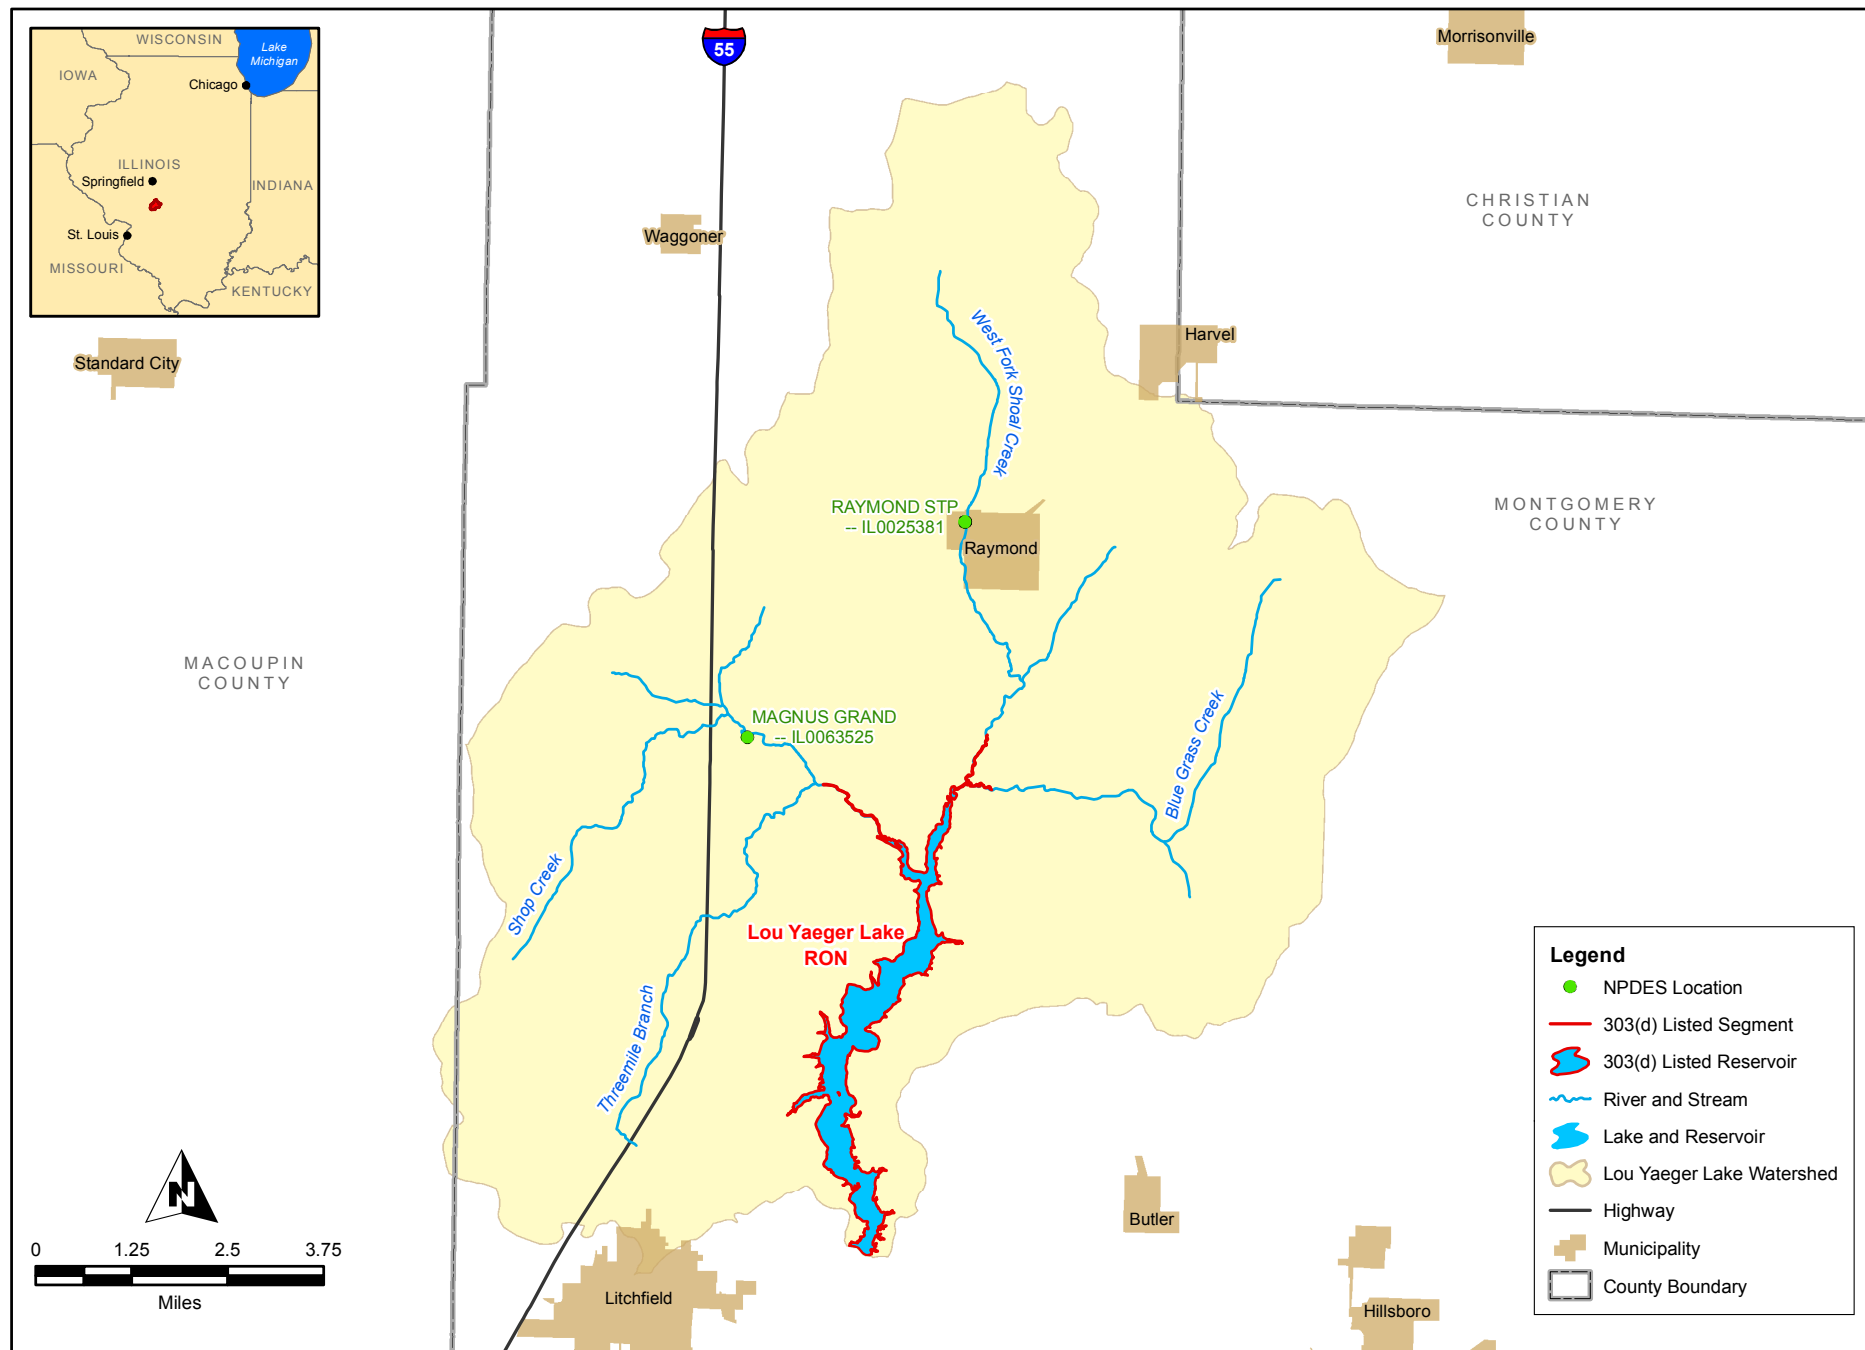 WISCONSIN
Lake
Michigan
IOWA
Chicago
ILLINOIS
Springfield
INDIANA
St. Louis
MISSOURI
KENTUCKY
55
Morrisonville
CHRISTIAN
COUNTY
Waggoner
Harvel
Standard City
West Fork Shoal Creek
RAYMOND STP
-- IL0025381
Raymond
MONTGOMERY
COUNTY
MACOUPIN
COUNTY
MAGNUS GRAND
-- IL0063525
Blue Grass Creek
Shop Creek
Lou Yaeger Lake
RON
Threemile Branch
Butler
Litchfield
Hillsboro
N
0 1.25 2.5 3.75
Miles
Legend
NPDES Location
303(d) Listed Segment
303(d) Listed Reservoir
River and Stream
Lake and Reservoir
Lou Yaeger Lake Watershed
Highway
Municipality
County Boundary